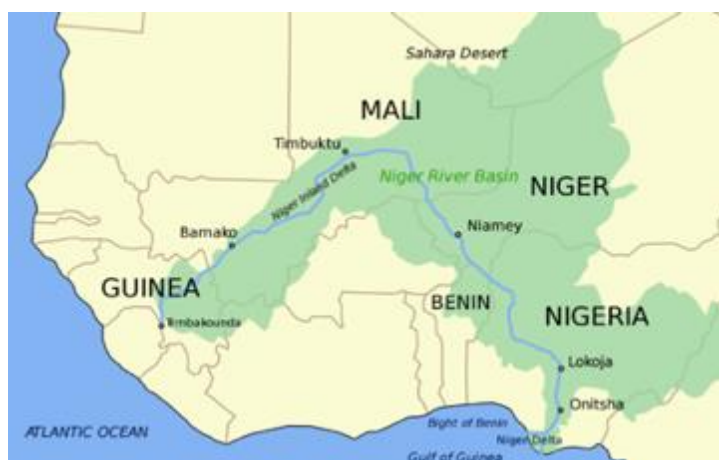 Sahara Desert
MALI
Timbuktu
Niger River Basin
Niger Inland Delta
NIGER
Bamako
Niamey
GUINEA
BENIN
NIGERIA
Tembakounda
Lokoja
Onitsha
Bight of Benin
ATLANTIC OCEAN
Niger Delta
Gulf of Guinea